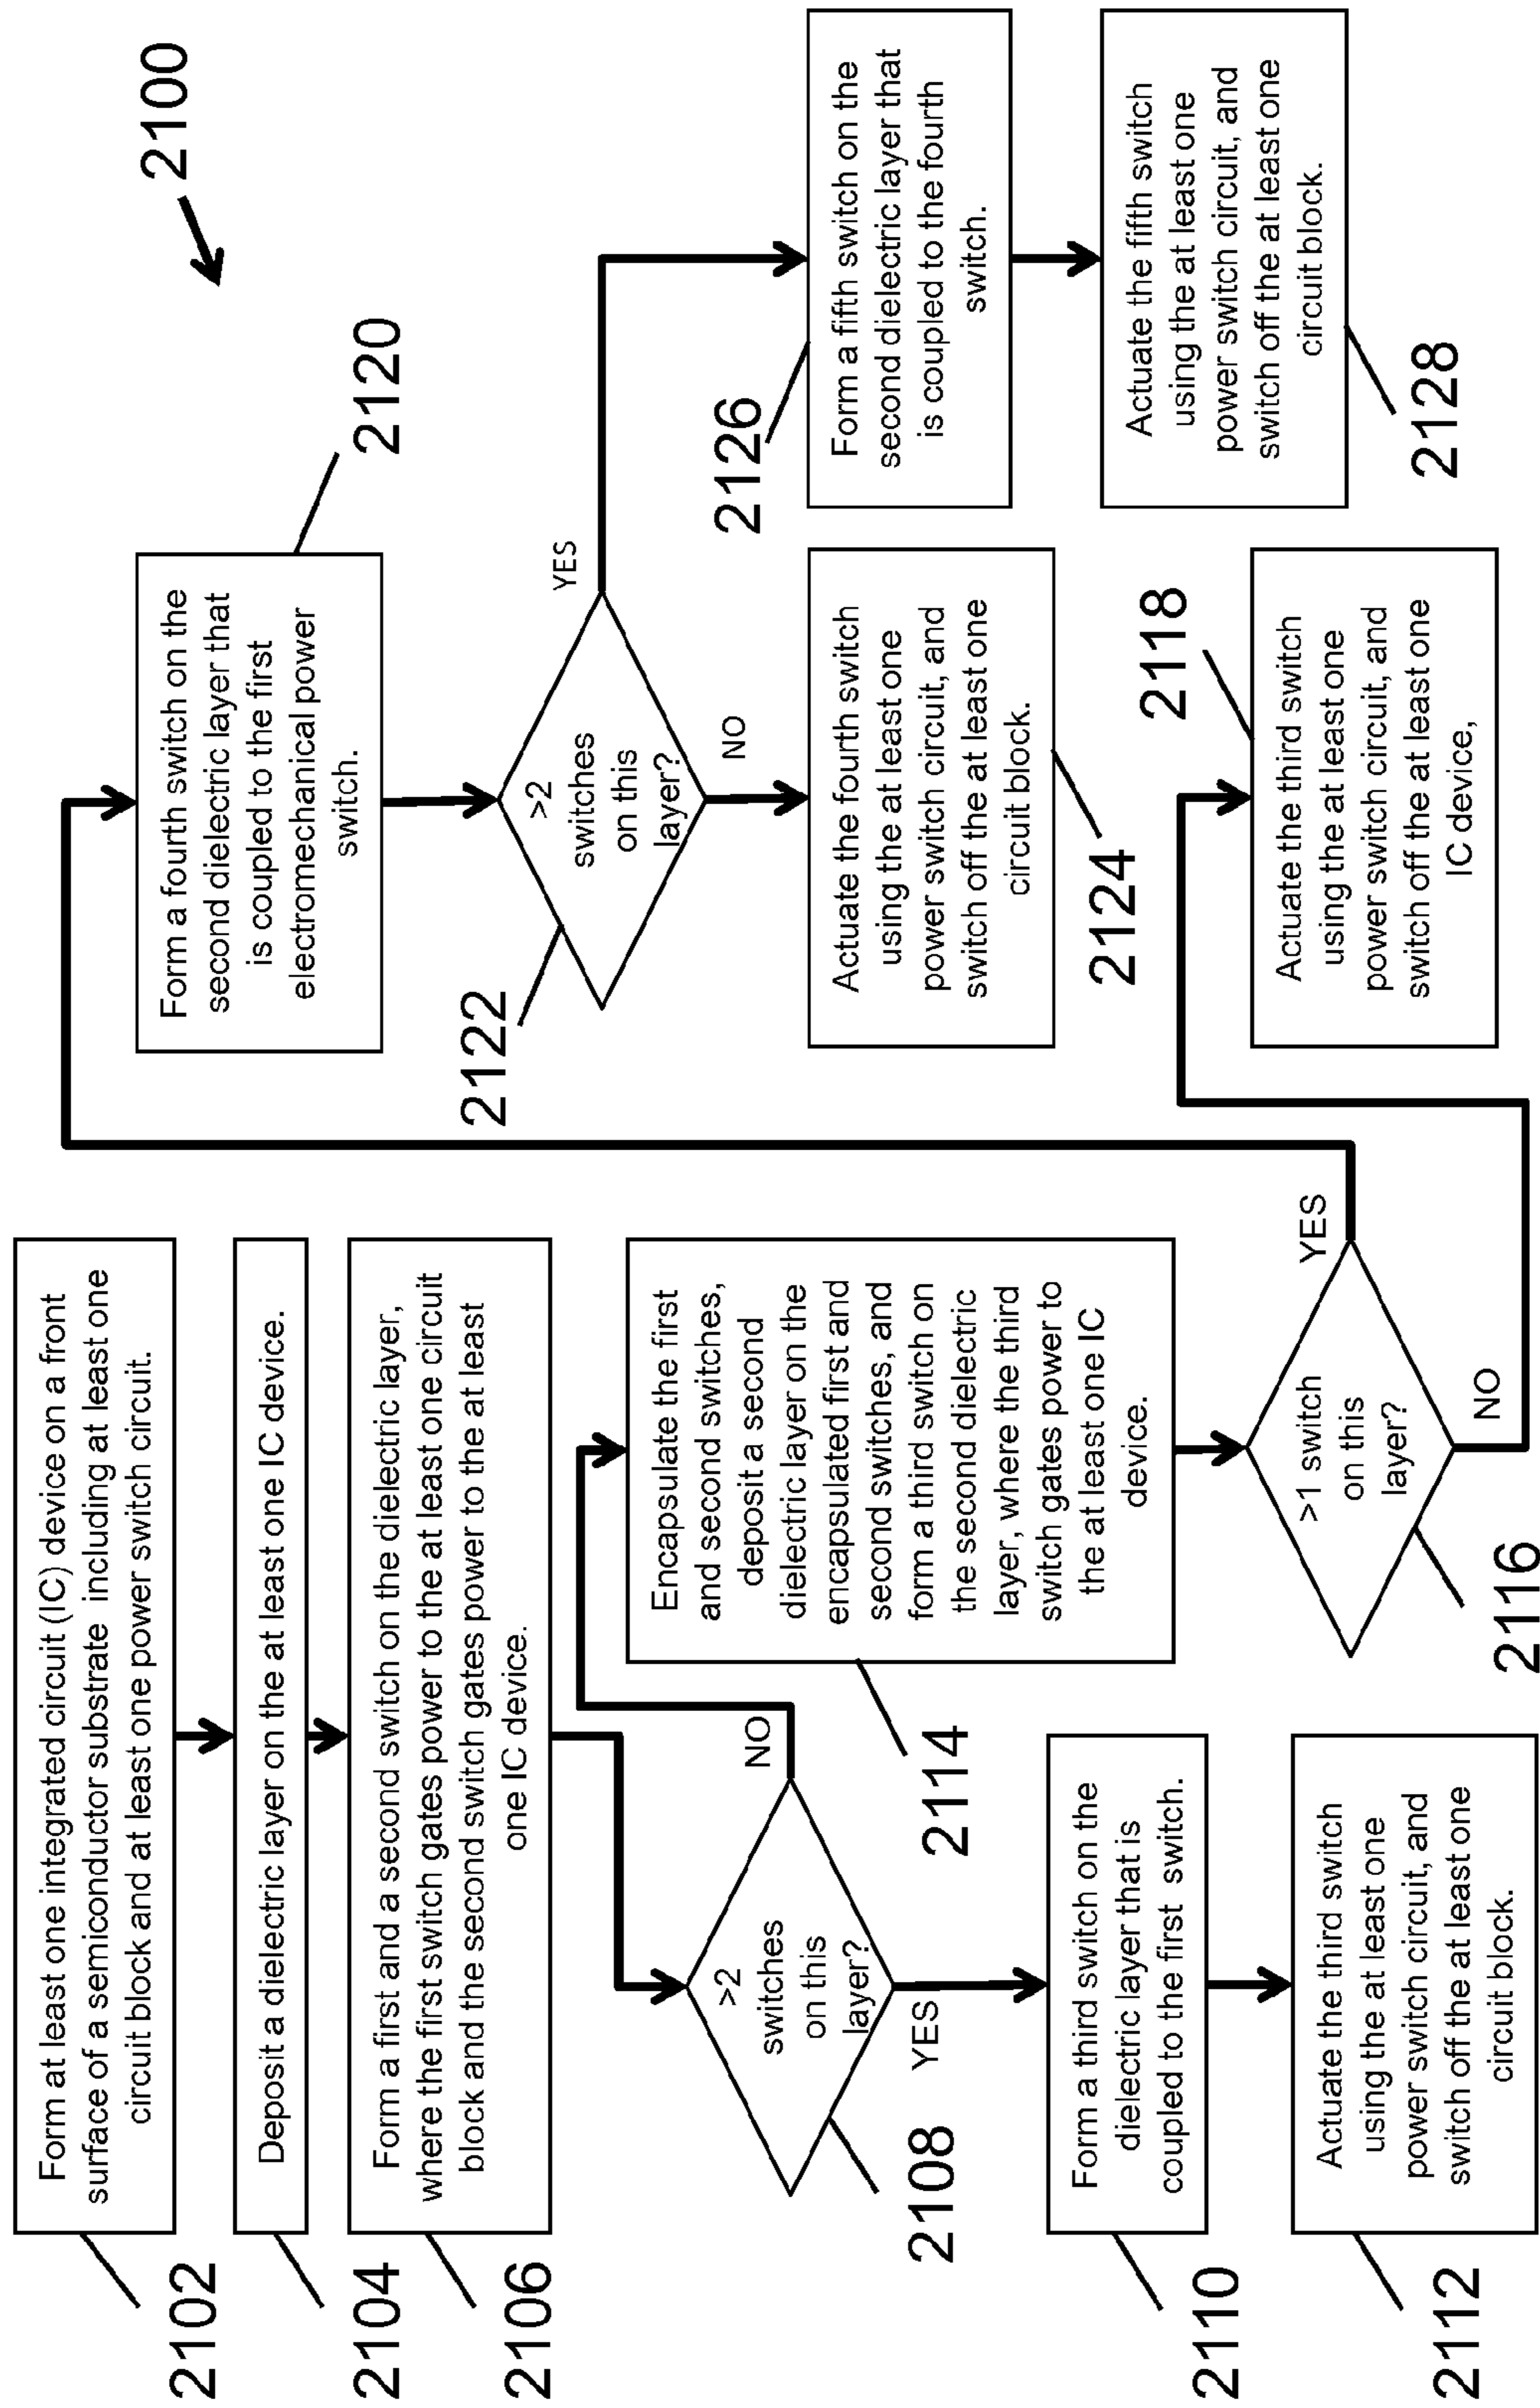 2100
2102
Form at least one integrated circuit (IC) device on a front
surface of a semiconductor substrate including at least one
circuit block and at least one power switch circuit.
2104
Deposit a dielectric layer on the at least one IC device.
2106
Form a first and a second switch on the dielectric layer,
where the first switch gates power to the at least one circuit
block and the second switch gates power to the at least
one IC device.
2108
>2
switches
on this
layer?
YES
NO
2110
Form a third switch on the
dielectric layer that is
coupled to the first switch.
2112
Actuate the third switch
using the at least one
power switch circuit, and
switch off the at least one
circuit block.
2114
Encapsulate the first
and second switches,
deposit a second
dielectric layer on the
encapsulated first and
second switches, and
form a third switch on
the second dielectric
layer, where the third
switch gates power to
the at least one IC
device.
2116
>1 switch
on this
layer?
YES
NO
2118
Actuate the third switch
using the at least one
power switch circuit, and
switch off the at least one
IC device,
2120
Form a fourth switch on the
second dielectric layer that
is coupled to the first
electromechanical power
switch.
2122
>2
switches
on this
layer?
YES
NO
2124
Actuate the fourth switch
using the at least one
power switch circuit, and
switch off the at least one
circuit block.
2126
Form a fifth switch on the
second dielectric layer that
is coupled to the fourth
switch.
2128
Actuate the fifth switch
using the at least one
power switch circuit, and
switch off the at least one
circuit block.